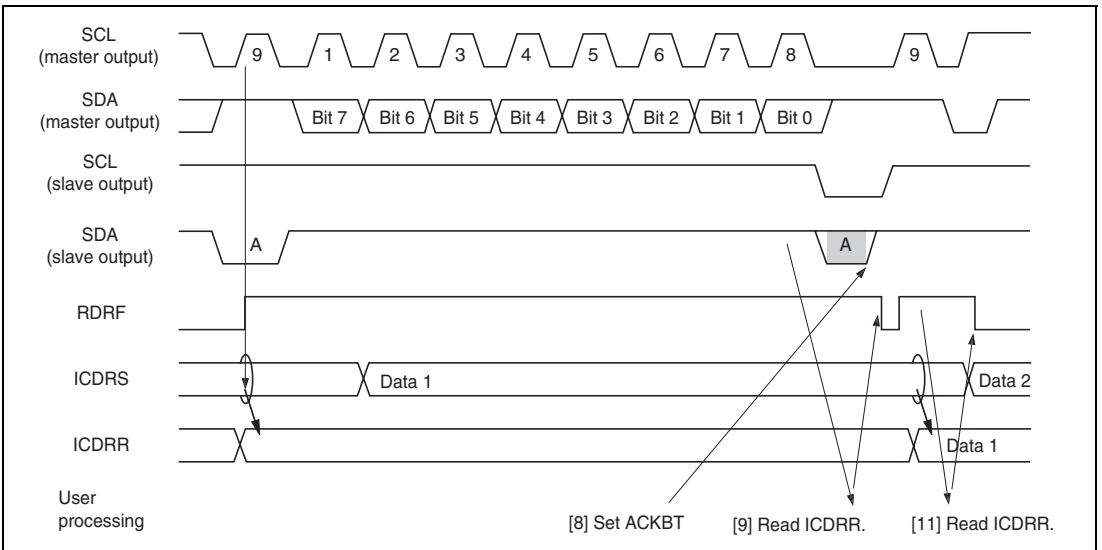 SCL
(master output)
9 1 2 3 4 5 6 7 8 9
SDA
(master output)
Bit 7 Bit 6 Bit 5 Bit 4 Bit 3 Bit 2 Bit 1 Bit 0
SCL
(slave output)
SDA
(slave output)
A A
RDRF
ICDRS
Data 1 Data 2
ICDRR
Data 1
User
processing
[8] Set ACKBT [9] Read ICDRR. [11] Read ICDRR.